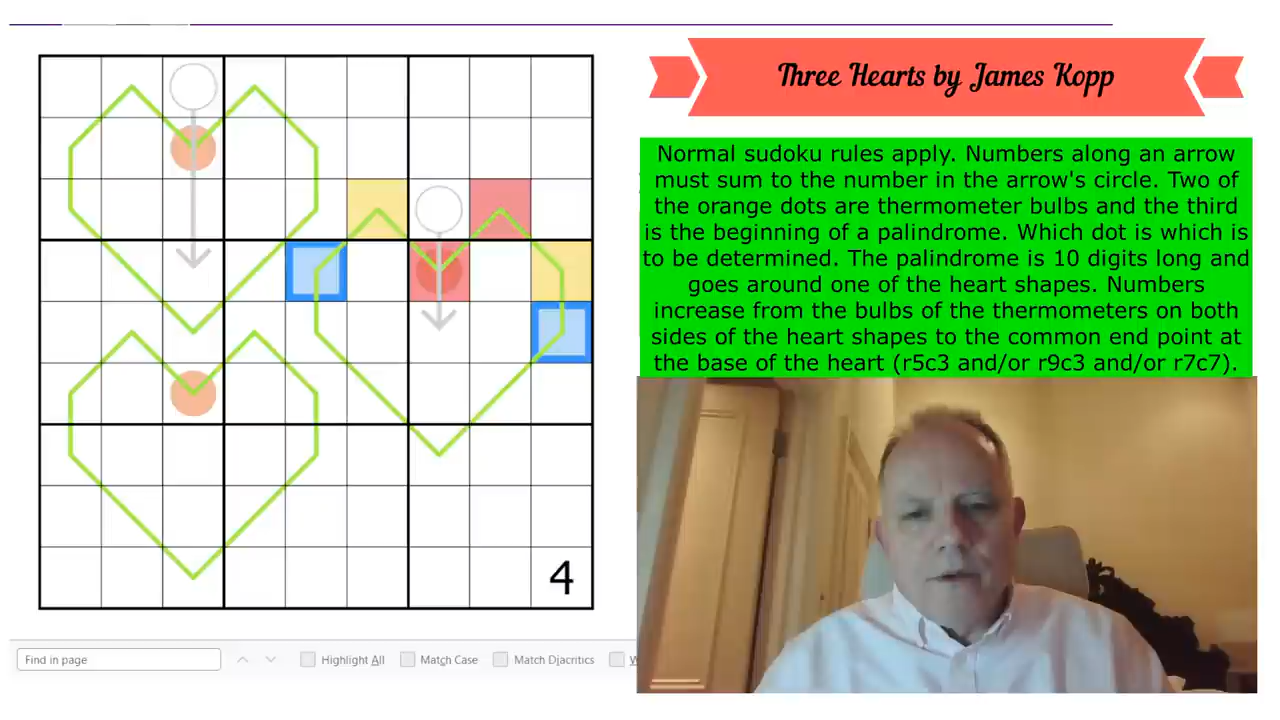 Three Hearts by James Kopp
Normal sudoku rules apply. Numbers along an arrow
must sum to the number in the arrow's circle. Two of
the orange dots are thermometer bulbs and the third
is the beginning of a palindrome. Which dot is which is
to be determined. The palindrome is 10 digits long and
goes around one of the heart shapes. Numbers
increase from the bulbs of the thermometers on both
sides of the heart shapes to the common end point at
the base of the heart (r5c3 and/or r9c3 and/or r7c7).
4
Find in page
Highlight All
Match Case
Match Diacritics